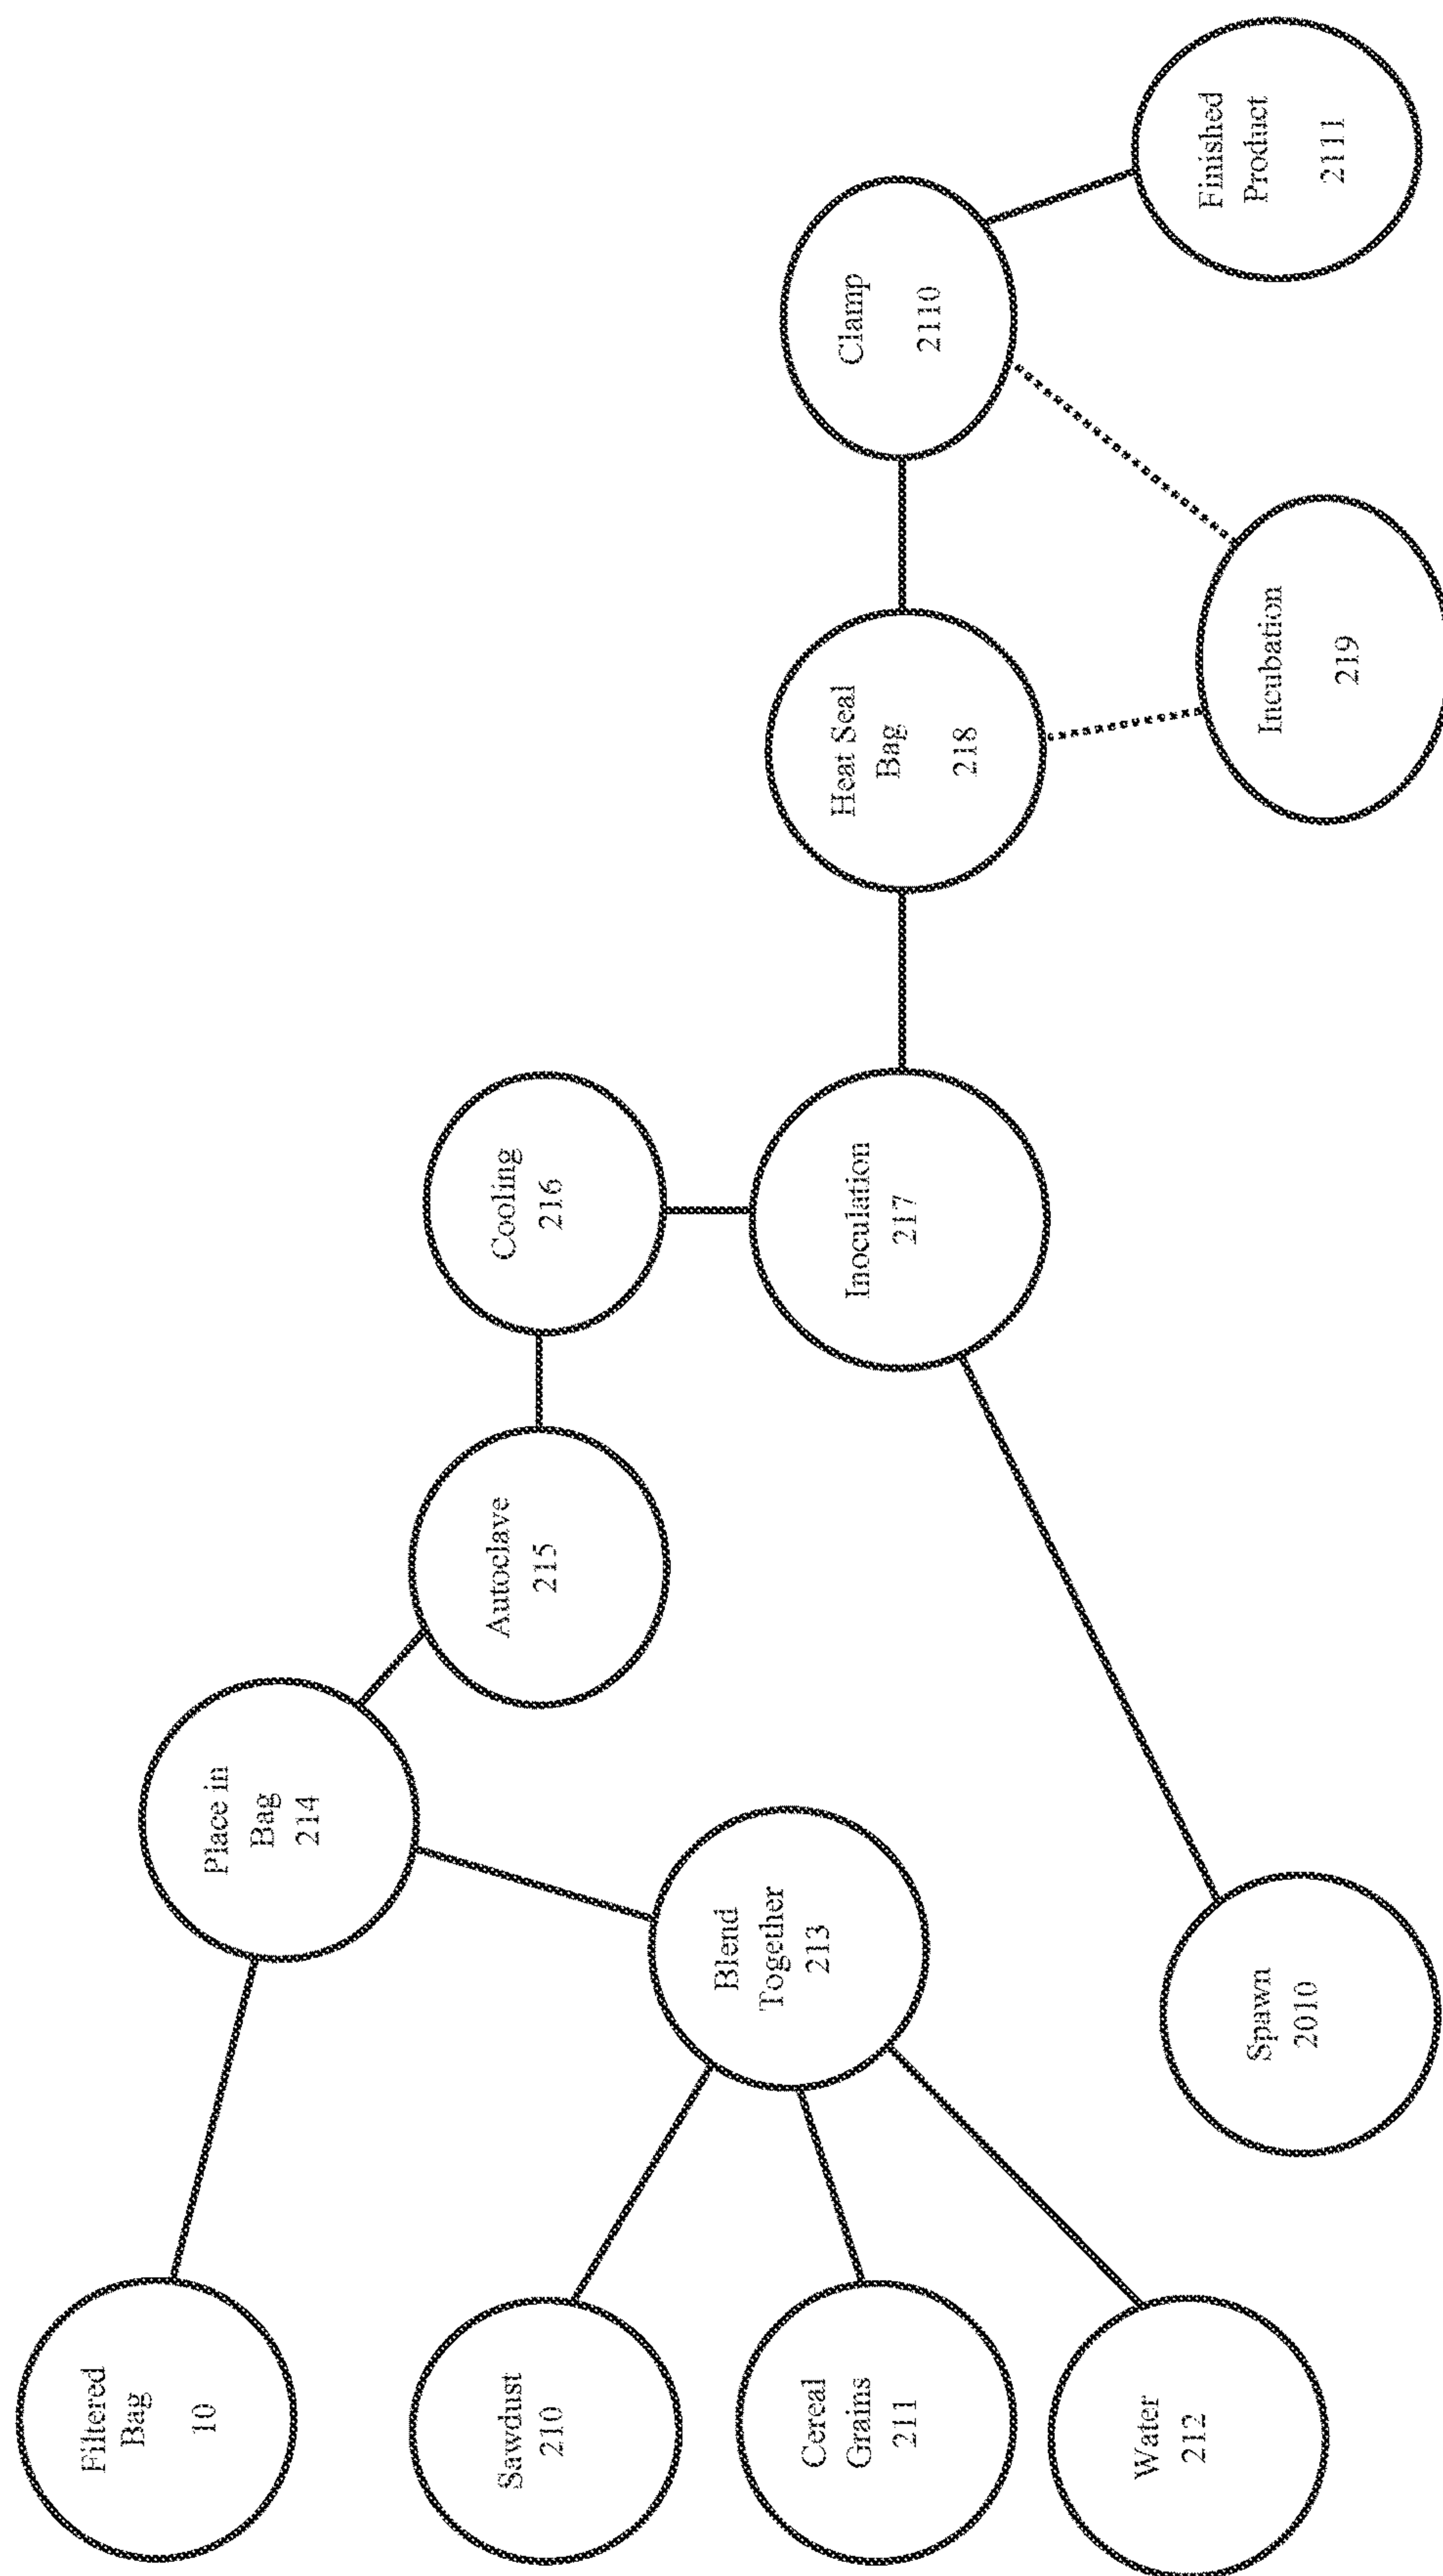 Filtered
Bag
10
Sawdust
210
Cereal
Grains
211
Water
212
Place in
Bag
214
Blend
Together
213
Spawn
2010
Autoclave
215
Cooling
216
Inoculation
217
Heat Seal
Bag
218
Incubation
219
Clamp
2110
Finished
Product
2111